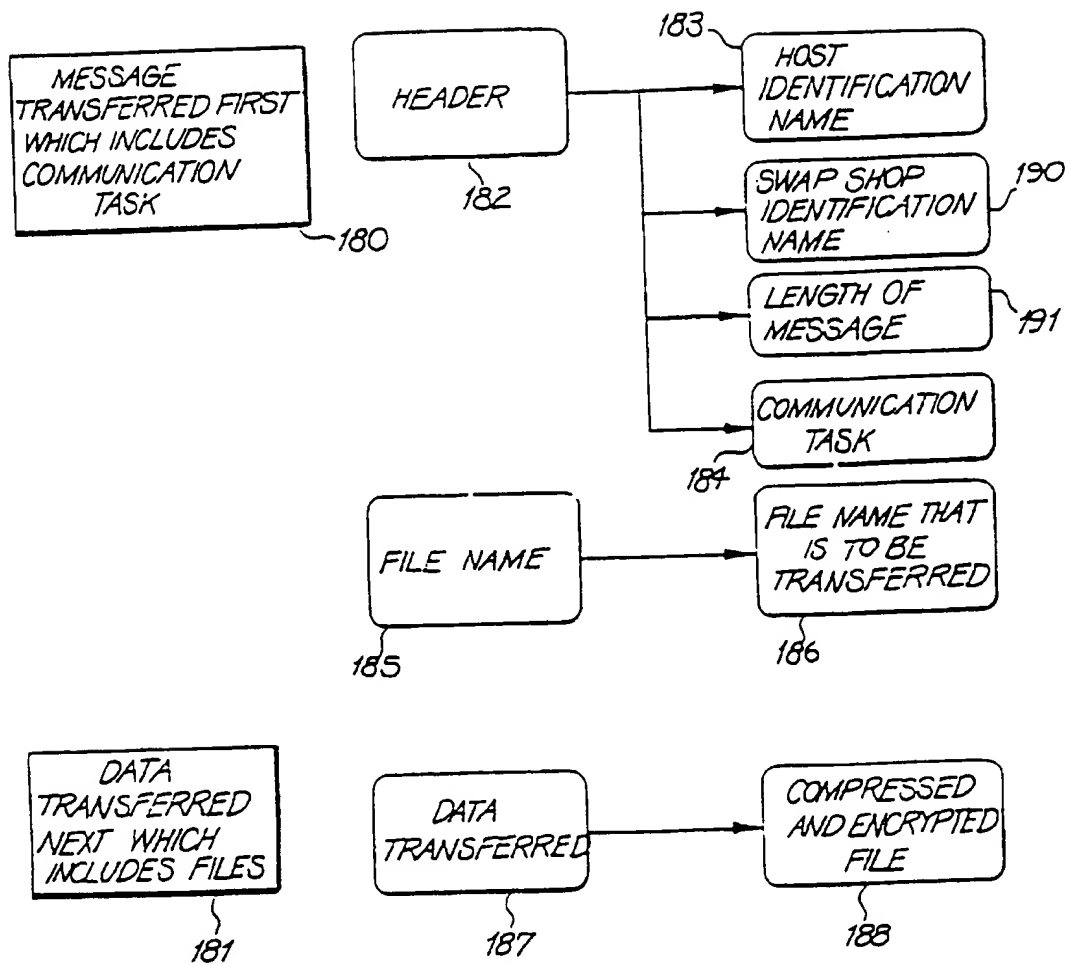 MESSAGE
TRANSFERRED FIRST
WHICH INCLUDES
COMMUNICATION
TASK
180
HEADER
182
183
HOST
IDENTIFICATION
NAME
SWAP SHOP
IDENTIFICATION
NAME
190
LENGTH OF
MESSAGE
191
COMMUNICATION
TASK
184
FILE NAME
185
FILE NAME THAT
IS TO BE
TRANSFERRED
186
DATA
TRANSFERRED
NEXT WHICH
INCLUDES FILES
181
DATA
TRANSFERRED
187
COMPRESSED
AND ENCRYPTED
FILE
188